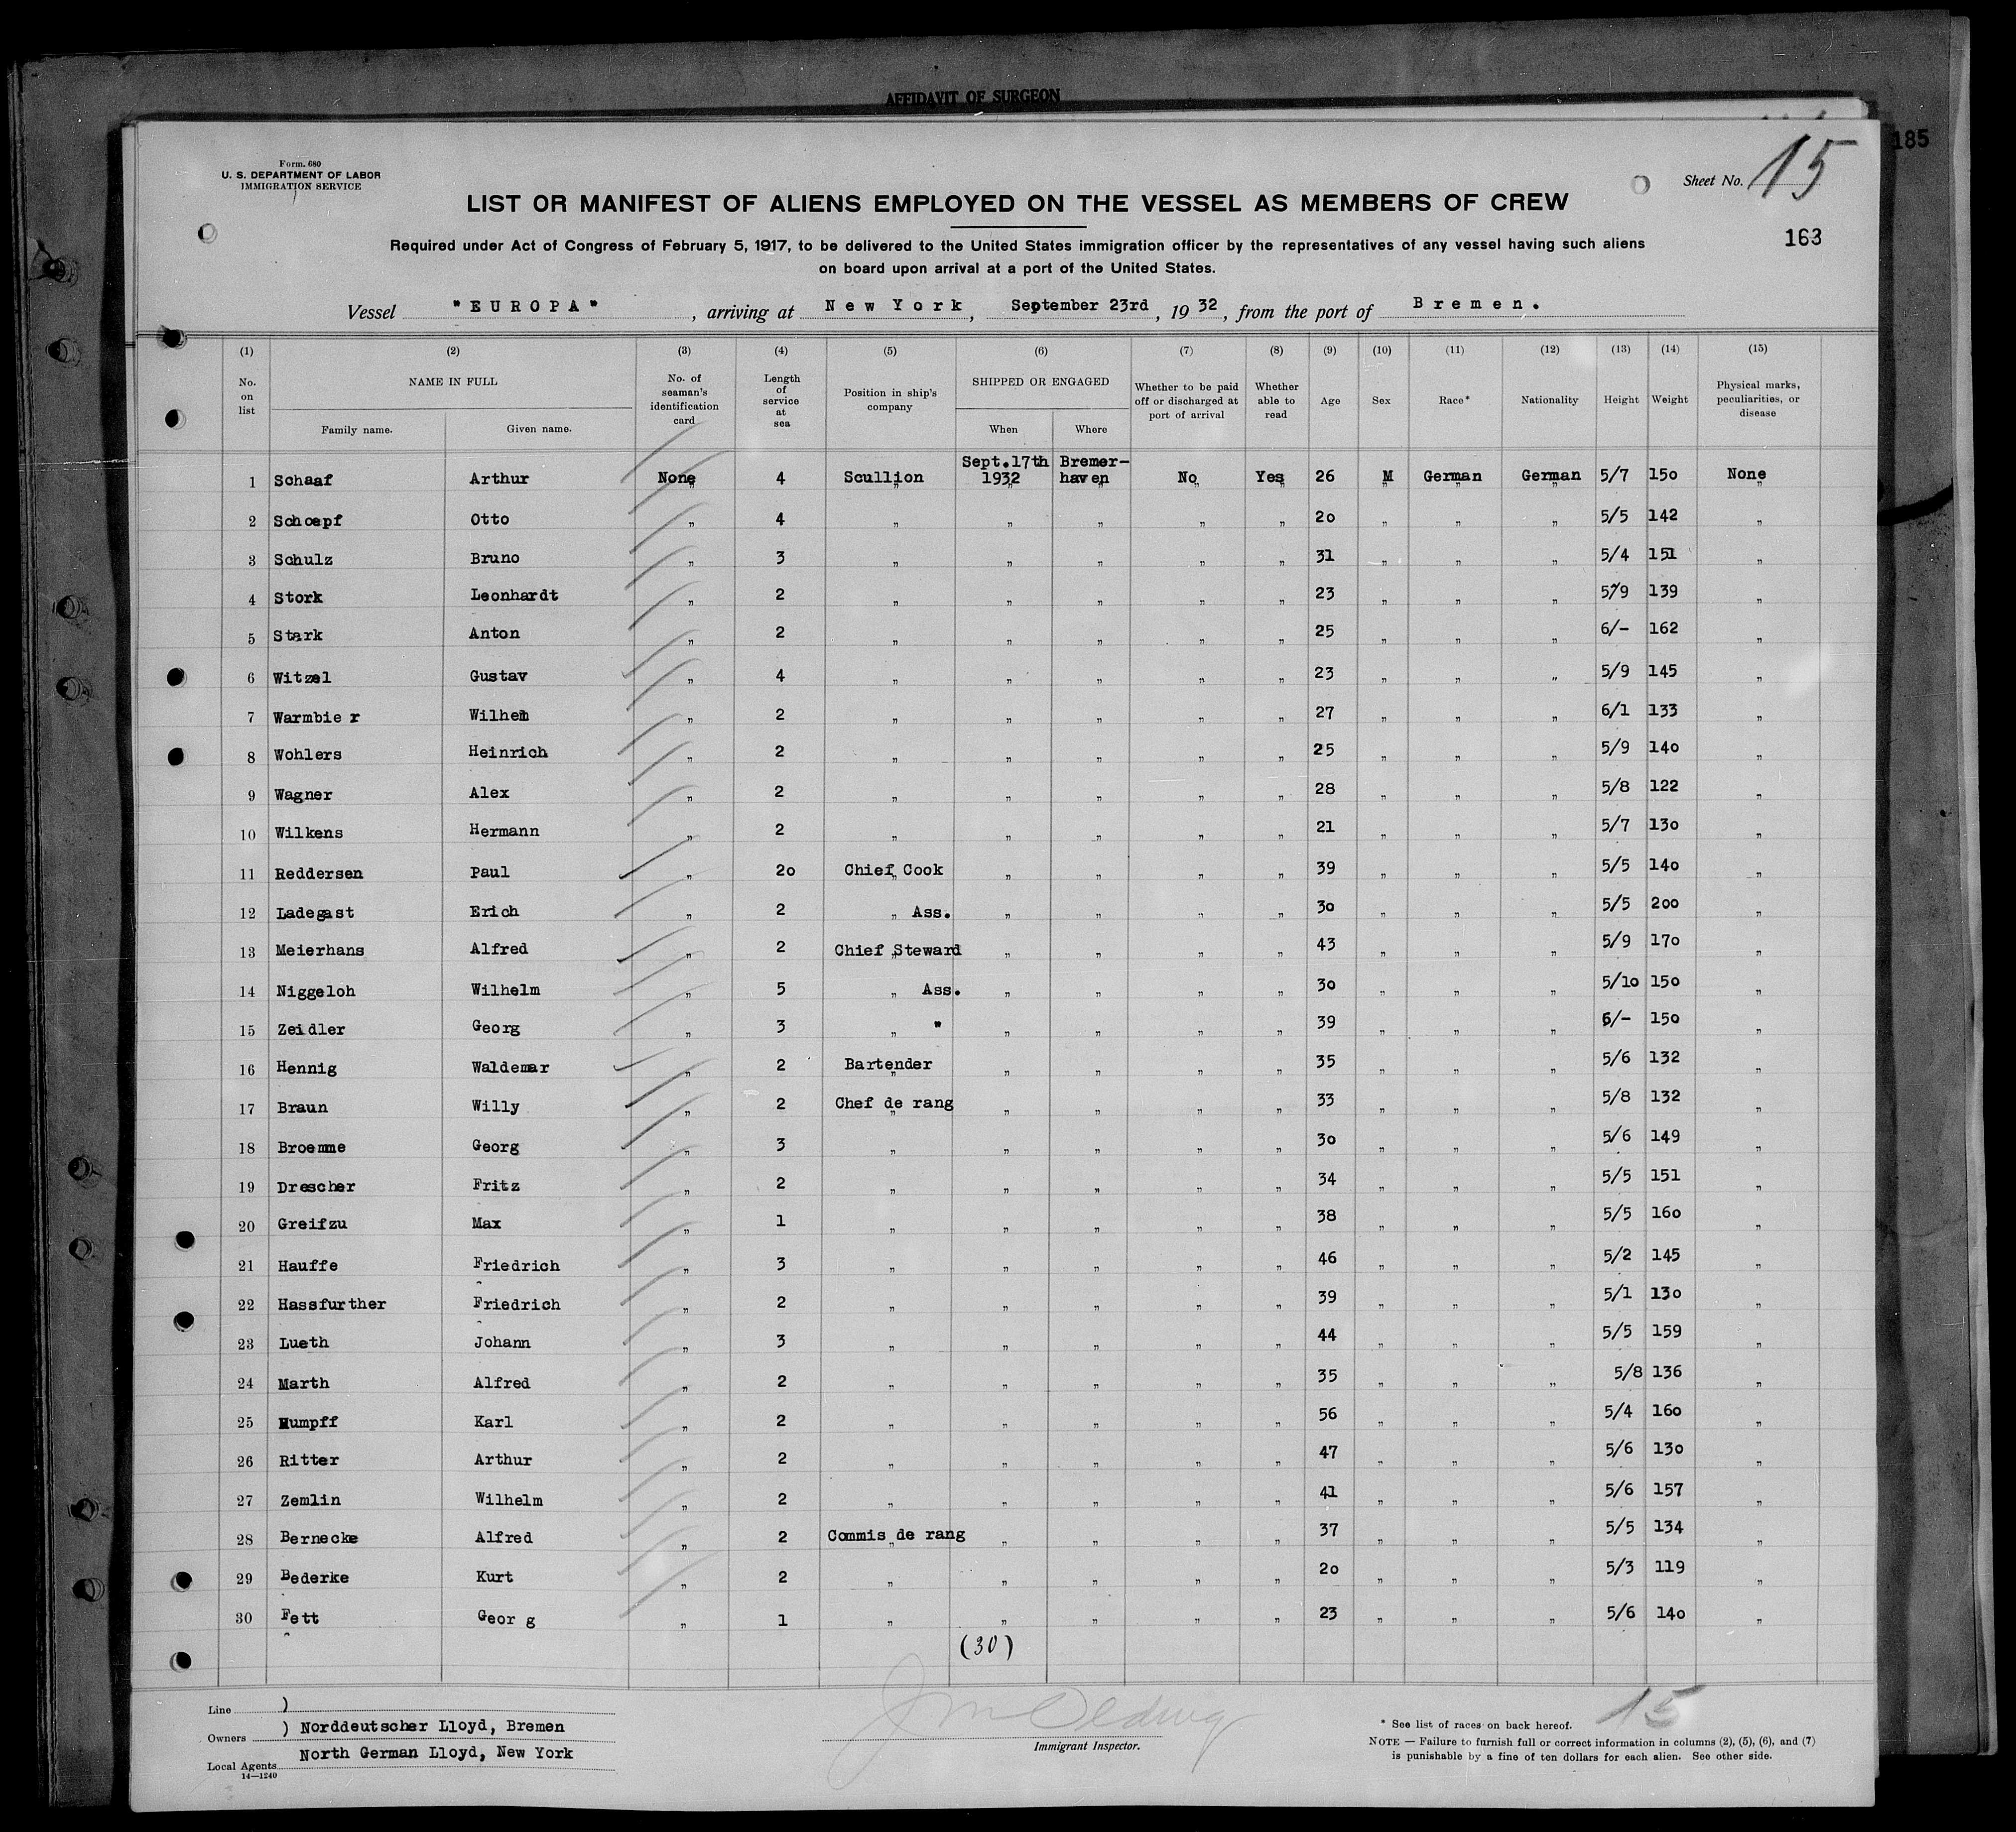 AFFIDAVIT OF SURGEON
185
Form. 680
U. S. DEPARTMENT OF LABOR
IMMIGRATION SERVICE
Sheet No. 15
LIST OR MANIFEST OF ALIENS EMPLOYED ON THE VESSEL AS MEMBERS OF CREW
163
Required under Act of Congress of February 5, 1917, to be delivered to the United States immigration officer by the representatives of any vessel having such aliens
on board upon arrival at a port of the United States.
Vessel "EUROPA", arriving at New York, September 23rd, 1932, from the port of Bremen.
(1) (2) (3) (4) (5) (6) (7) (8) (9) (10) (11) (12) (13) (14) (15)
No. on list NAME IN FULL Family name. Given name. No. of seaman's identification card Length of service at sea Position in ship's company SHIPPED OR ENGAGED When Where Whether to be paid off or discharged at port of arrival Whether able to read Age Sex Race* Nationality Height Weight Physical marks, peculiarities, or disease
1 Schaaf Arthur None 4 Scullion Sept.17th 1932 Bremer-haven No Yes 26 M German German 5/7 150 None
2 Schoepf Otto " 4 " " " " " 20 " " " 5/5 142 "
3 Schulz Bruno " 3 " " " " " 31 " " " 5/4 151 "
4 Stork Leonhardt " 2 " " " " " 23 " " " 5/9 139 "
5 Stark Anton " 2 " " " " " 25 " " " 6/- 162 "
6 Witzel Gustav " 4 " " " " " 23 " " " 5/9 145 "
7 Warmbier Wilhem " 2 " " " " " 27 " " " 6/1 133 "
8 Wohlers Heinrich " 2 " " " " " 25 " " " 5/9 140 "
9 Wagner Alex " 2 " " " " " 28 " " " 5/8 122 "
10 Wilkens Hermann " 2 " " " " " 21 " " " 5/7 130 "
11 Reddersen Paul " 20 Chief Cook " " " " 39 " " " 5/5 140 "
12 Ladegast Erich " 2 " Ass. " " " " 30 " " " 5/5 200 "
13 Meierhans Alfred " 2 Chief Steward " " " " 43 " " " 5/9 170 "
14 Niggeloh Wilhelm " 5 " Ass. " " " " 30 " " " 5/10 150 "
15 Zeidler Georg " 3 " " " " " " 39 " " " 6/- 150 "
16 Hennig Waldemar " 2 Bartender " " " " 35 " " " 5/6 132 "
17 Braun Willy " 2 Chef de rang " " " " 33 " " " 5/8 132 "
18 Broemme Georg " 3 " " " " " 30 " " " 5/6 149 "
19 Drescher Fritz " 2 " " " " " 34 " " " 5/5 151 "
20 Greifzu Max " 1 " " " " " 38 " " " 5/5 160 "
21 Hauffe Friedrich " 3 " " " " " 46 " " " 5/2 145 "
22 Hassfurther Friedrich " 2 " " " " " 39 " " " 5/1 130 "
23 Lueth Johann " 3 " " " " " 44 " " " 5/5 159 "
24 Marth Alfred " 2 " " " " " 35 " " " 5/8 136 "
25 Karl " 2 " " " " " 56 " " " 5/4 160 "
26 Ritter Arthur " 2 " " " " " 47 " " " 5/6 130 "
27 Zemlin Wilhelm " 2 " " " " " 41 " " " 5/6 157 "
28 Bernecke Alfred " 2 Commis de rang " " " " 37 " " " 5/5 134 "
29 Bederke Kurt " 2 " " " " " 20 " " " 5/3 119 "
30 Fett Georg " 1 " " " " " 23 " " " 5/6 140 "
(30)
Line )
Owners ) Norddeutscher Lloyd, Bremen
Local Agents North German Lloyd, New York
14—1240
Immigrant Inspector.
15
* See list of races on back hereof.
NOTE — Failure to furnish full or correct information in columns (2), (5), (6), and (7)
is punishable by a fine of ten dollars for each alien. See other side.